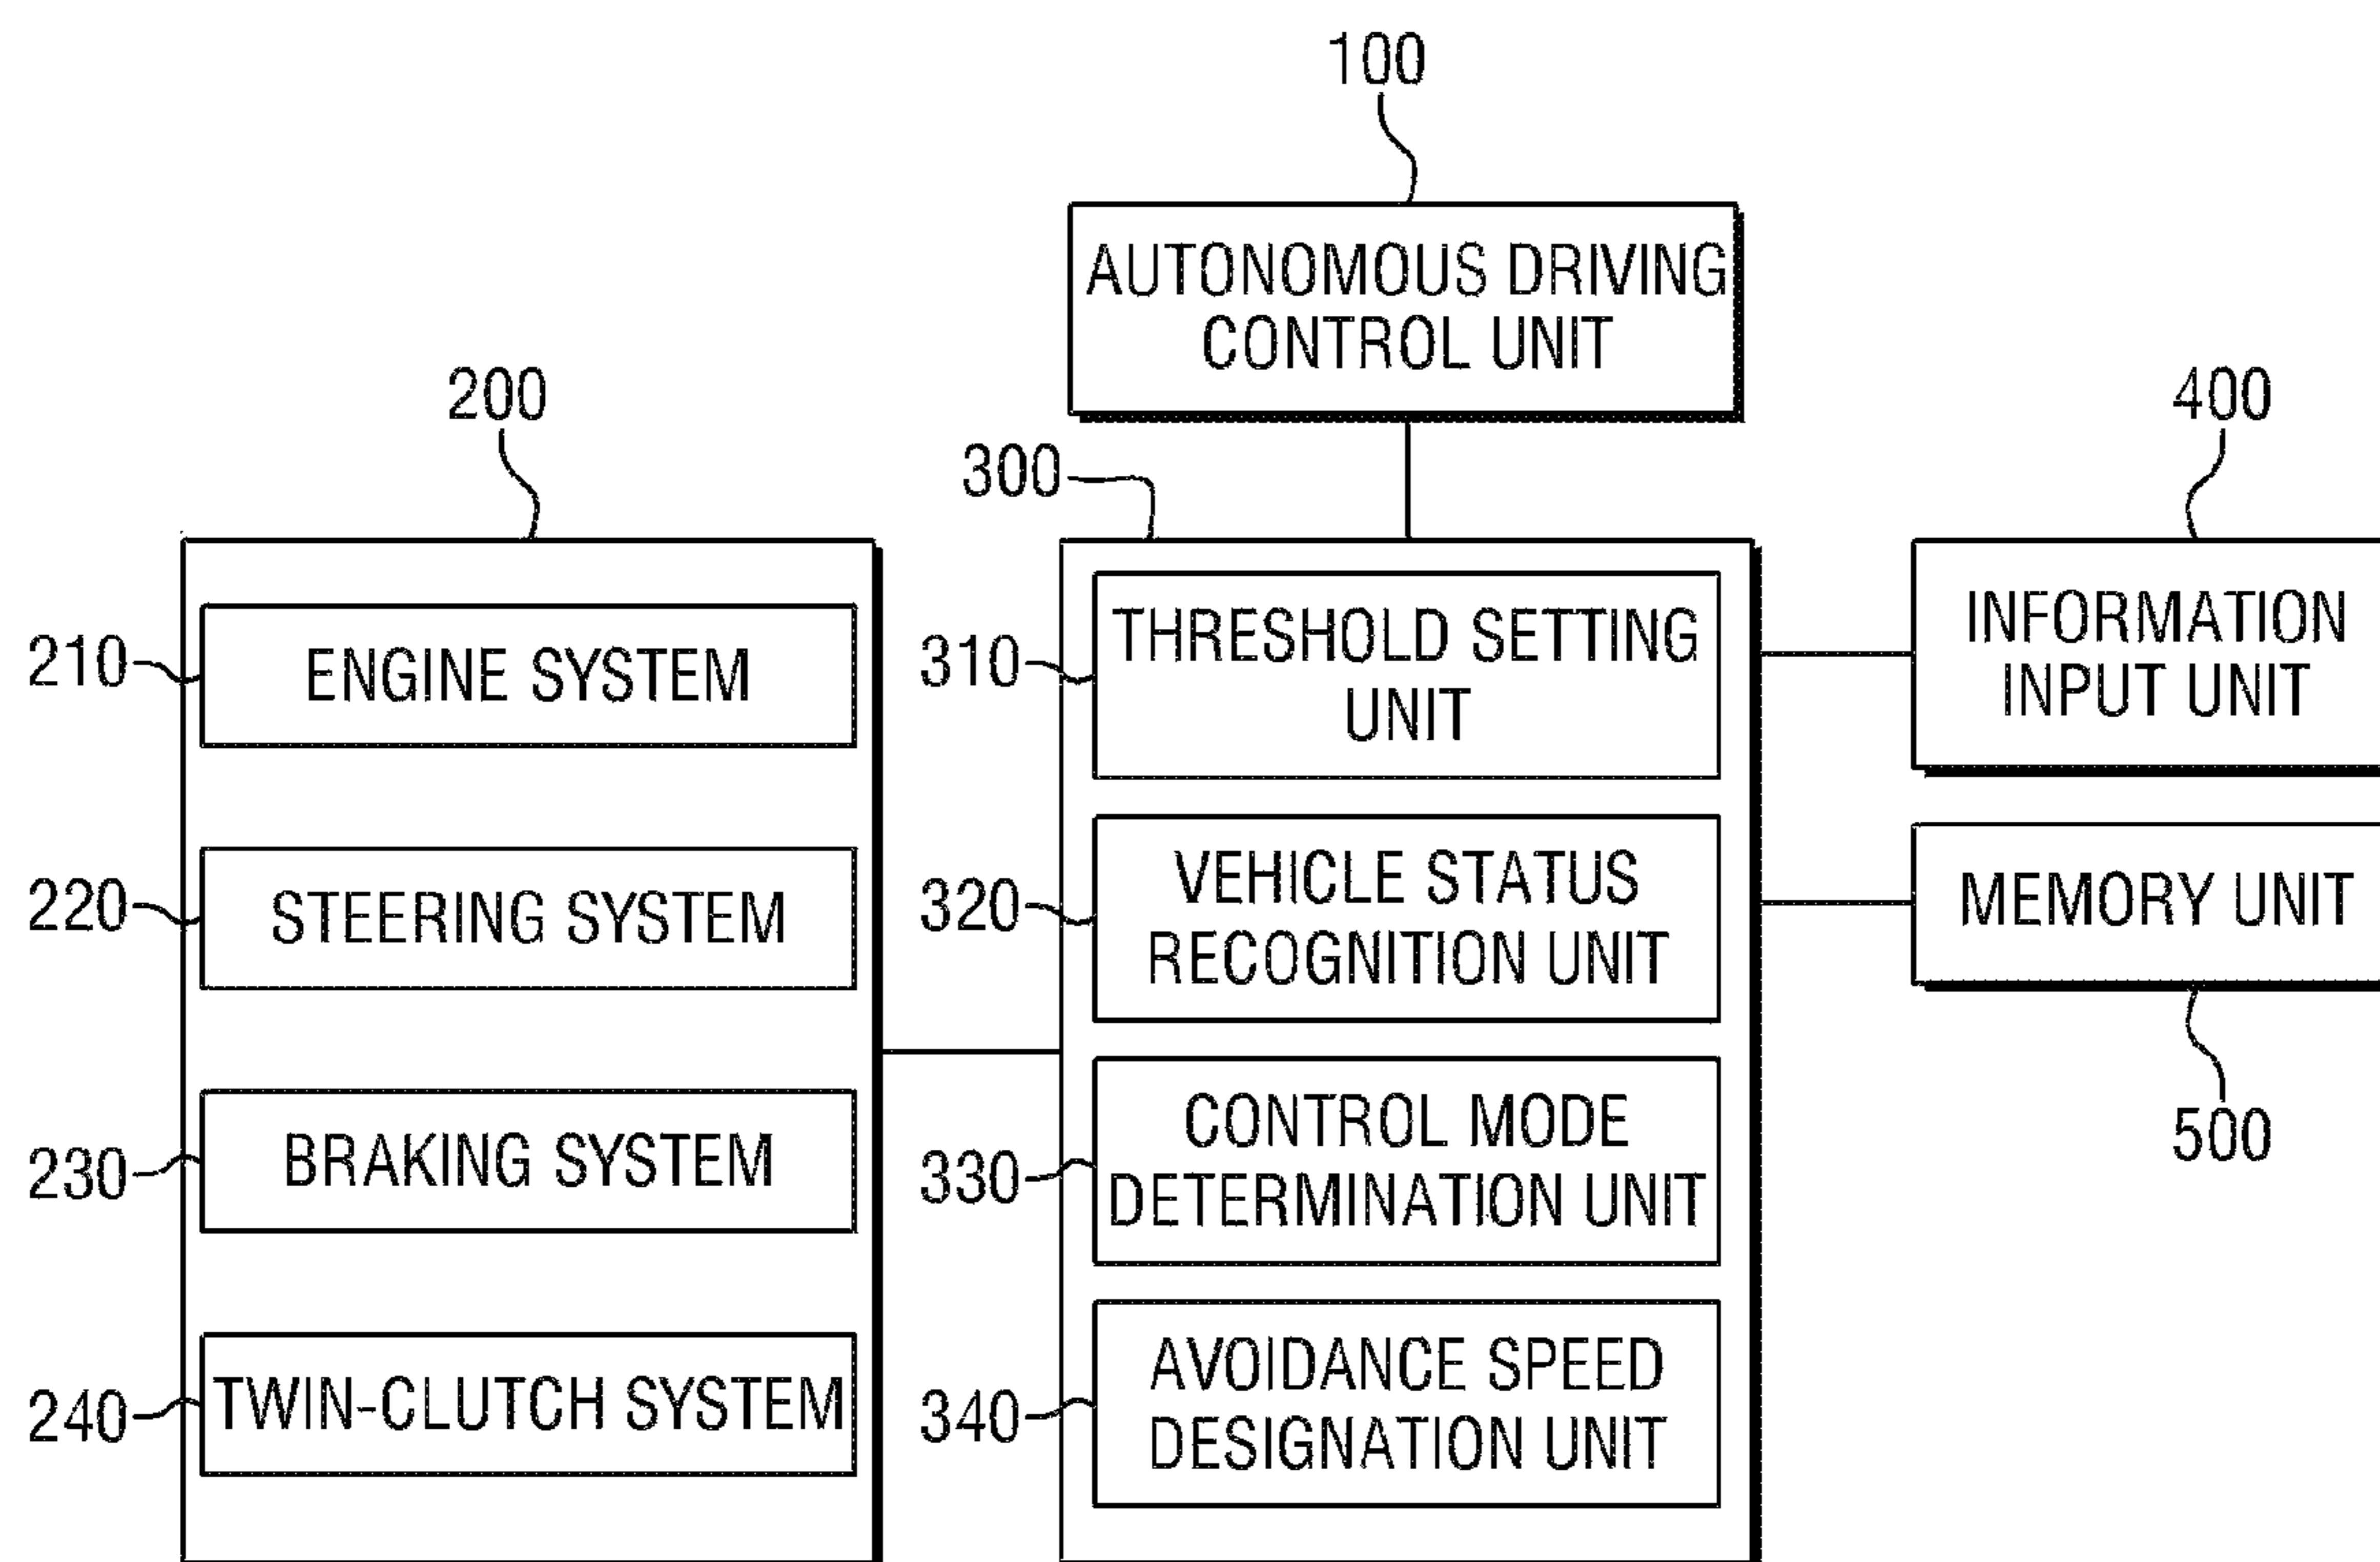 100
AUTONOMOUS DRIVING
CONTROL UNIT
200
300
400
210
ENGINE SYSTEM
220
STEERING SYSTEM
230
BRAKING SYSTEM
240
TWIN-CLUTCH SYSTEM
310
THRESHOLD SETTING
UNIT
320
VEHICLE STATUS
RECOGNITION UNIT
330
CONTROL MODE
DETERMINATION UNIT
340
AVOIDANCE SPEED
DESIGNATION UNIT
INFORMATION
INPUT UNIT
MEMORY UNIT
500